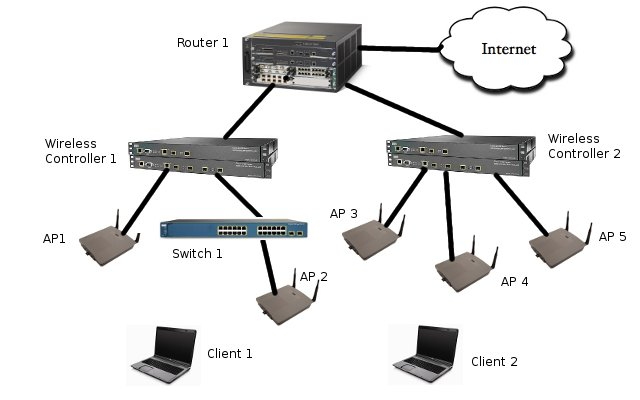 Router 1
Internet
Wireless
Controller 1
Wireless
Controller 2
AP1
Switch 1
AP 2
AP 3
AP 4
AP 5
Client 1
Client 2